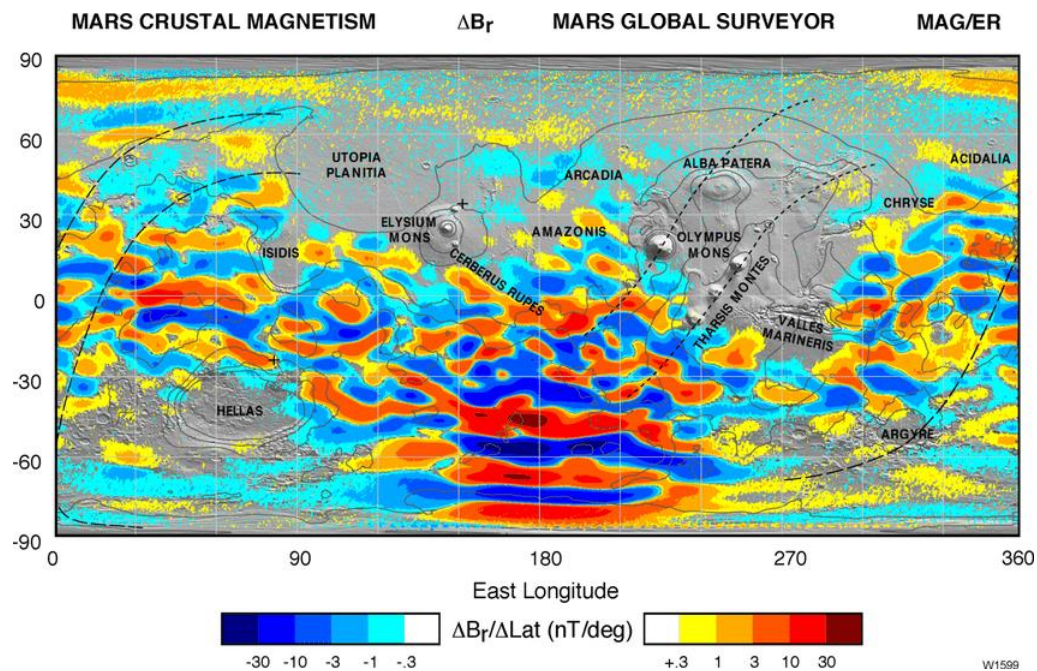 MARS CRUSTAL MAGNETISM ΔBr MARS GLOBAL SURVEYOR MAG/ER
90
60
30
0
-30
-60
-90
UTOPIA
PLANITIA
ARCADIA
ALBA PATERA
ACIDALIA
CHRYSE
ELYSIUM
MONS
AMAZONIS
OLYMPUS
MONS
ISIDIS
CERBERUS RUPES
THARSIS MONTES
VALLES
MARINERIS
HELLAS
ARGYRE
0 90 180 270 360
East Longitude
ΔBr/ΔLat (nT/deg)
-30 -10 -3 -1 -.3 +.3 1 3 10 30
W1599